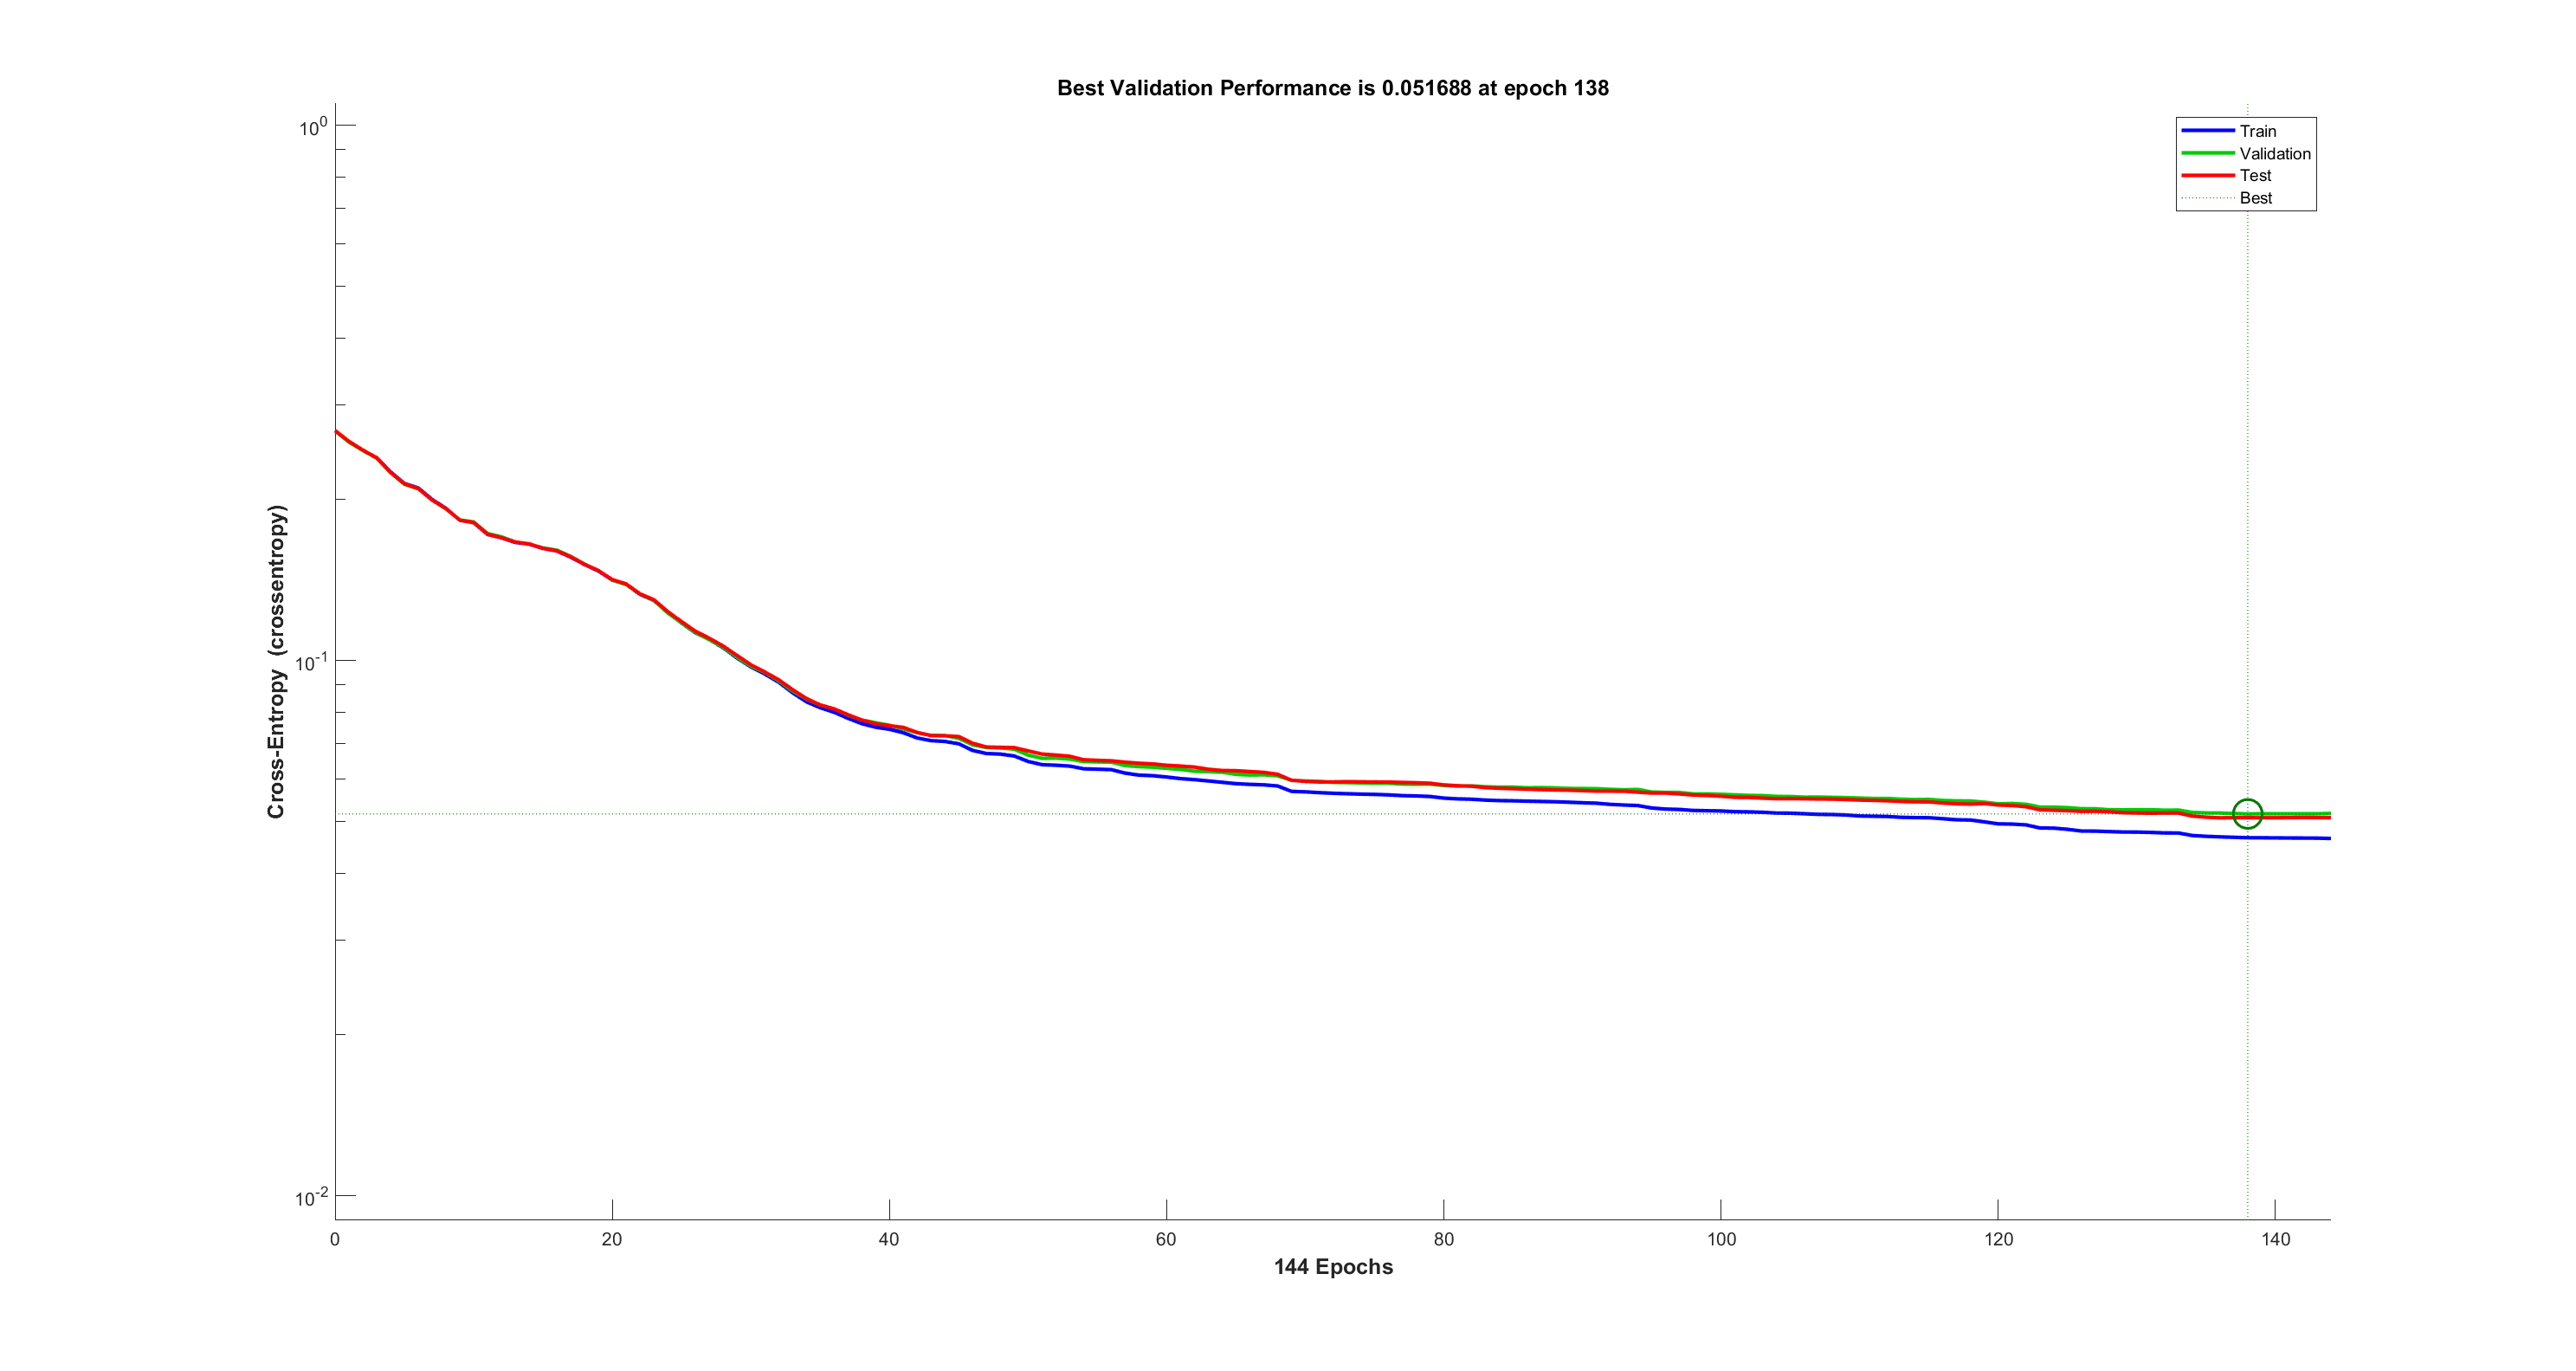 Best Validation Performance is 0.051688 at epoch 138
Train
Validation
Test
Best
Cross-Entropy (crossentropy)
10^0
10^-1
10^-2
0 20 40 60 80 100 120 140
144 Epochs